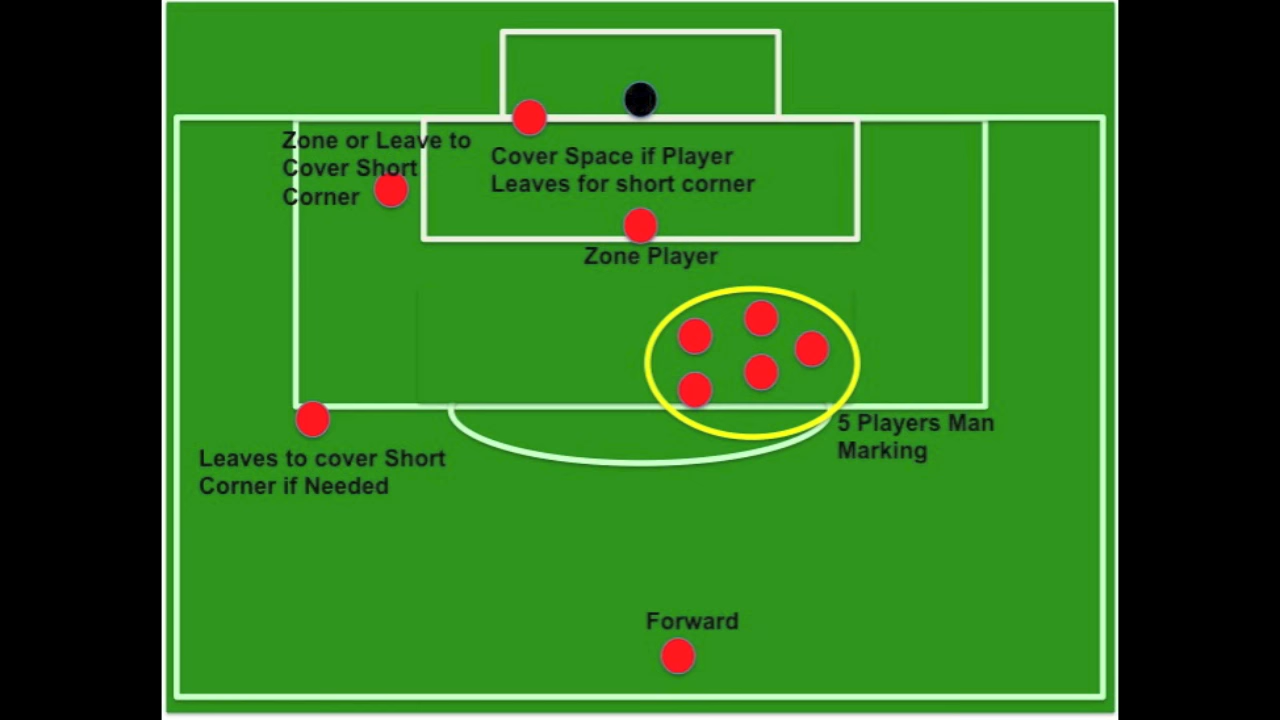 Zone or Leave to
Cover Short
Corner
Cover Space if Player
Leaves for short corner
Zone Player
5 Players Man
Marking
Leaves to cover Short
Corner if Needed
Forward